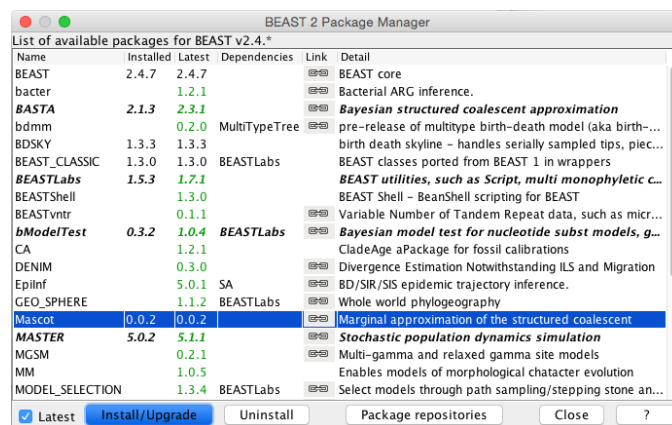 BEAST 2 Package Manager
List of available packages for BEAST v2.4.*
Name Installed Latest Dependencies Link Detail
BEAST 2.4.7 2.4.7 BEAST core
bacter 1.2.1 Bacterial ARG inference.
BASTA 2.1.3 2.3.1 Bayesian structured coalescent approximation
bdmm 0.2.0 MultiTypeTree pre-release of multitype birth-death model (aka birth-...
BDSKY 1.3.3 1.3.3 birth death skyline - handles serially sampled tips, piec...
BEAST_CLASSIC 1.3.0 1.3.0 BEASTLabs BEAST classes ported from BEAST 1 in wrappers
BEASTLabs 1.5.3 1.7.1 BEAST utilities, such as Script, multi monophyletic c...
BEASTShell 1.3.0 BEAST Shell - BeanShell scripting for BEAST
BEASTvntr 0.1.1 Variable Number of Tandem Repeat data, such as micr...
bModelTest 0.3.2 1.0.4 BEASTLabs Bayesian model test for nucleotide subst models, g...
CA 1.2.1 CladeAge aPackage for fossil calibrations
DENIM 0.3.0 Divergence Estimation Notwithstanding ILS and Migration
EpiInf 5.0.1 SA BD/SIR/SIS epidemic trajectory inference.
GEO_SPHERE 1.1.2 BEASTLabs Whole world phylogeography
Mascot 0.0.2 0.0.2 Marginal approximation of the structured coalescent
MASTER 5.0.2 5.1.1 Stochastic population dynamics simulation
MGSM 0.2.1 Multi-gamma and relaxed gamma site models
MM 1.0.5 Enables models of morphological chatacter evolution
MODEL_SELECTION 1.3.4 BEASTLabs Select models through path sampling/stepping stone an...
Latest Install/Upgrade Uninstall Package repositories Close ?